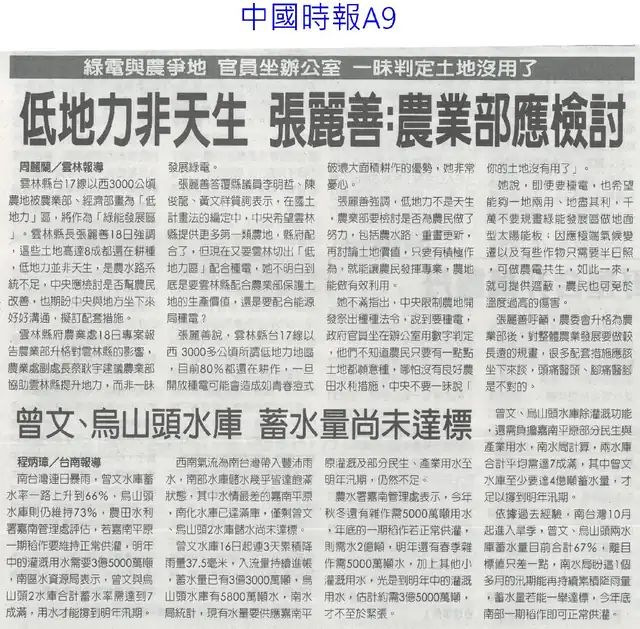 中國時報A9
綠電與農爭地 官員坐辦公室 一昧判定土地沒用了
低地力非天生 張麗善:農業部應檢討
周麗蘭/雲林報導
雲林縣台17線以西3000公頃
農地被農業部、經濟部畫為「低
地力」區,將作為「綠能發展區
」。雲林縣長張麗善18日強調
,這些土地高達8成都還在耕種
,低地力並非天生,是農水路系
統不足,中央應檢討是否幫農民
改善,也期盼中央與地方坐下來
好好溝通,擬訂配套措施。
雲林縣府農業處18日專案報
告農業部升格對雲林縣的影響,
農業處副處長蔡耿宇建議農業部
協助雲林縣提升地力,而非一昧
發展綠電。
張麗善答覆縣議員李明哲、陳
俊龍、黃文祥質詢表示,在國土
計畫法的編定中,中央希望雲林
縣提供更多第一類農地,縣府配
合了,但現在又要雲林切出「低
地力區」配合種電,她不明白到
底是要雲林縣配合農業部保護土
地的生產價值,還是要配合能源
局種電?
張麗善說,雲林縣台17線以
西 3000多公頃所謂低地力地區
,目前80%都還在耕作,一旦
開放種電可能會造成如青春痘式
破壞大面積耕作的優勢,她非常
憂心。
張麗善強調,低地力不是天生
,農業部要檢討是否為農民做了
努力,包括農水路、重畫更新,
再討論土地價值,只要有積極作
為,就能讓農民發揮專業,農地
能做有效利用。
她不滿指出,中央限制農地開
發祭出種種法令,說到要種電,
政府官員坐在辦公室用數字判定
,他們不知道農民只要有一點點
土地都願意種,哪怕沒有良好農
田水利措施,中央不要一昧說「
你的土地沒有用了」。
她說,即使要種電,也希望
能夠一地兩用、地盡其利,千
萬不要規畫綠能發展區做地面
型太陽能板;因應極端氣候變
遷以及有些作物只需要半日照
,可做農電共生,如此一來,
就可提供遮蔽,農民也可免於
溫度過高的傷害。
張麗善呼籲,農委會升格為農
業部後,對整體農業發展要做較
長遠的規畫,很多配套措施應該
坐下來談,頭痛醫頭、腳痛醫腳
是不對的。
曾文、烏山頭水庫 蓄水量尚未達標
程炳璋/台南報導
南台灣連日暴雨,曾文水庫蓄
水率一路上升到66%,烏山頭
水庫則仍維持73%,農田水利
署嘉南管理處評估,若嘉南平原
一期稻作要維持正常供灌,明年
中的灌溉用水需要3億5000萬噸
,南區水資源局表示,曾文與烏
山頭2水庫合計蓄水率需達到7
成滿,用水才能撐到明年汛期。
西南氣流為南台灣帶入豐沛雨
水,南部水庫儲水幾乎皆達飽滿
狀態,其中水情最差的嘉南平原
,南化水庫已達滿庫,僅剩曾文
、烏山頭2水庫儲水尚未達標。
曾文水庫16日起連3天累積降
雨量37.5毫米,入流量持續進帳
,蓄水量已有3億3000萬噸,烏
山頭水庫有5800萬噸水,南水
局統計,現有水量要供應嘉南平
原灌溉及部分民生、產業用水至
明年汛期,仍然不足。
農水署嘉南管理處表示,今年
秋冬還有雜作需5000萬噸用水
,年底的一期稻作若正常供灌,
則需水2億噸,明年還有春季雜
作需5000萬噸水,加上其他小
灌溉用水,光是到明年中的灌溉
用水,估計約需3億5000萬噸,
才不至於緊張。
曾文、烏山頭水庫除灌溉功能
,還需負擔嘉南平原部分民生與
產業用水,南水局計算,兩水庫
合計平均需達7成滿,其中曾文
水庫至少要達4億噸蓄水量,才
足以撐到明年汛期。
依據過去經驗,南台灣10月
起進入旱季,曾文、烏山頭兩水
庫蓄水量目前合計67%,離目
標值只差一點,南水局盼這1個
多月的汛期能再持續累積降雨量
,蓄水量若能一舉達標,今年底
南部一期稻作即可正常供灌。